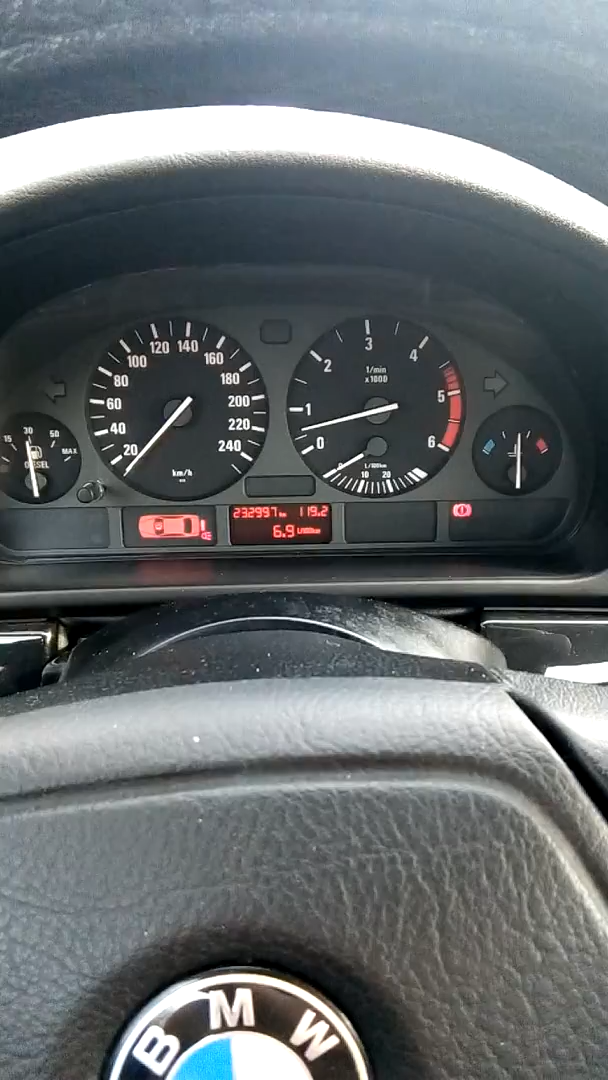 15 30 50 MAX
DIESEL
20 40 60 80 100 120 140 160 180 200 220 240
km/h
0 1 2 3 4 5 6
1/min
x1000
10 20
L/100km
232997 km 119.2
6.9 L/100km
B M W